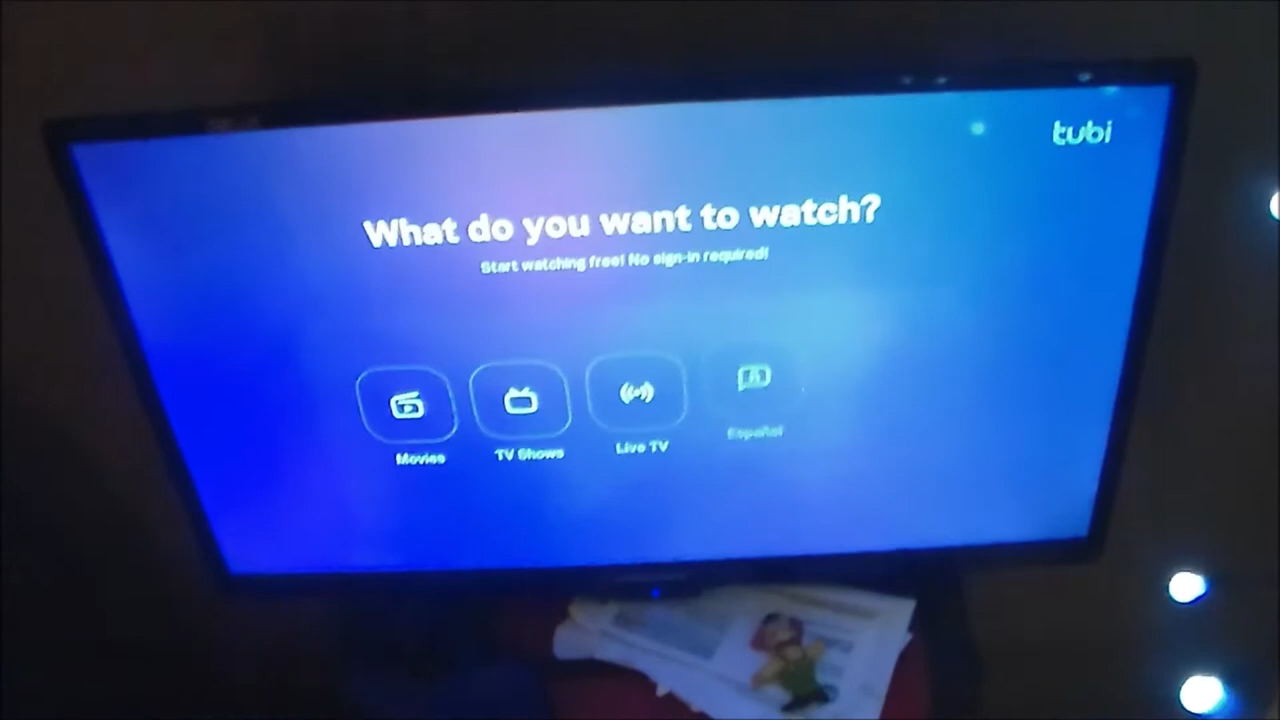 tubi
What do you want to watch?
Start watching free! No sign-in required!
Movies
TV Shows
Live TV
Español